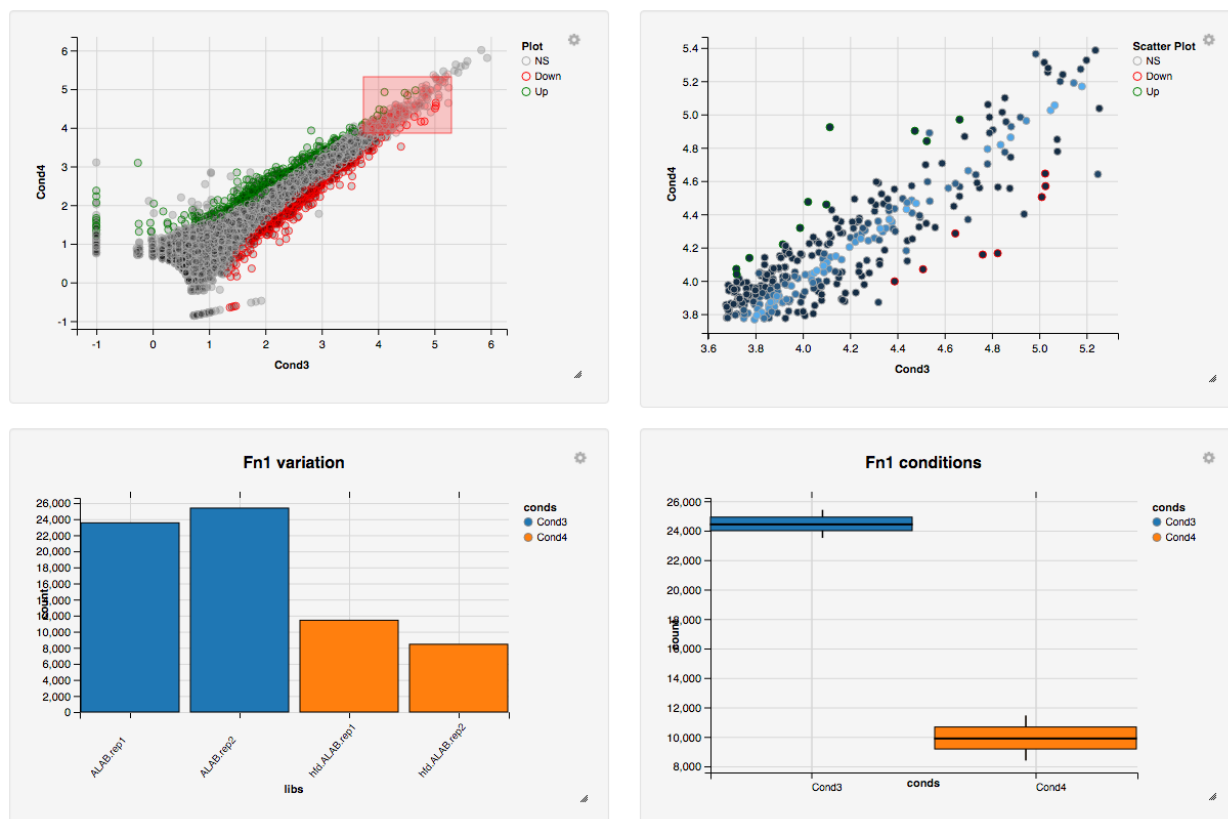 Plot
NS
Down
Up
6
5
4
3
2
1
0
-1
Cond4
-1 0 1 2 3 4 5 6
Cond3
Scatter Plot
NS
Down
Up
5.4
5.2
5.0
4.8
4.6
4.4
4.2
4.0
3.8
Cond4
3.6 3.8 4.0 4.2 4.4 4.6 4.8 5.0 5.2
Cond3
Fn1 variation
conds
Cond3
Cond4
26,000
24,000
22,000
20,000
18,000
16,000
14,000
12,000
10,000
8,000
6,000
4,000
2,000
0
count
ALAB.rep1 ALAB.rep2 hfd.ALAB.rep1 hfd.ALAB.rep2
libs
Fn1 conditions
conds
Cond3
Cond4
26,000
24,000
22,000
20,000
18,000
16,000
14,000
12,000
10,000
8,000
count
Cond3 Cond4
conds